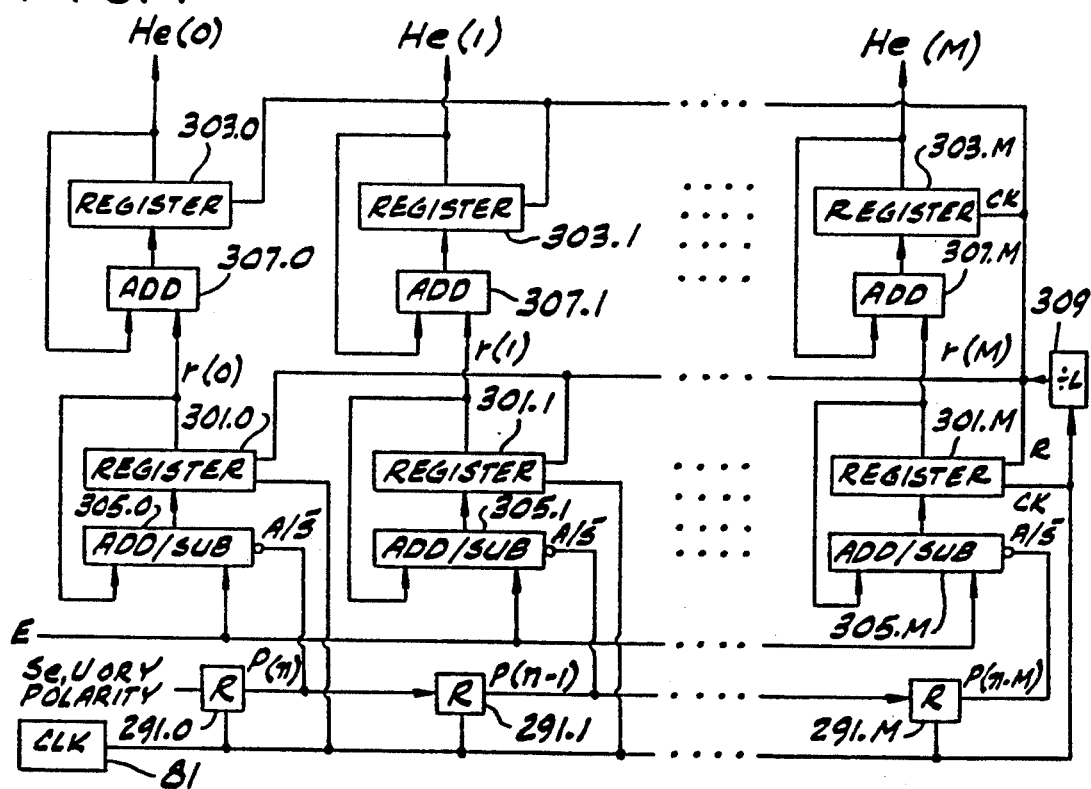 He(0)
He(1)
He(M)
303.0
303.M
REGISTER
REGISTER
REGISTER
CK
303.1
307.0
307.M
ADD
ADD
ADD
307.1
309
r(0)
r(1)
r(M)
÷L
301.0
301.1
301.M
REGISTER
REGISTER
REGISTER
R
CK
305.0
305.1
A/S̄
A/S̄
A/S̄
ADD/SUB
ADD/SUB
ADD/SUB
305.M
E
Se,U OR Y
POLARITY
R
P(n)
R
P(n-1)
R
P(n-M)
291.0
291.1
291.M
CLK
81